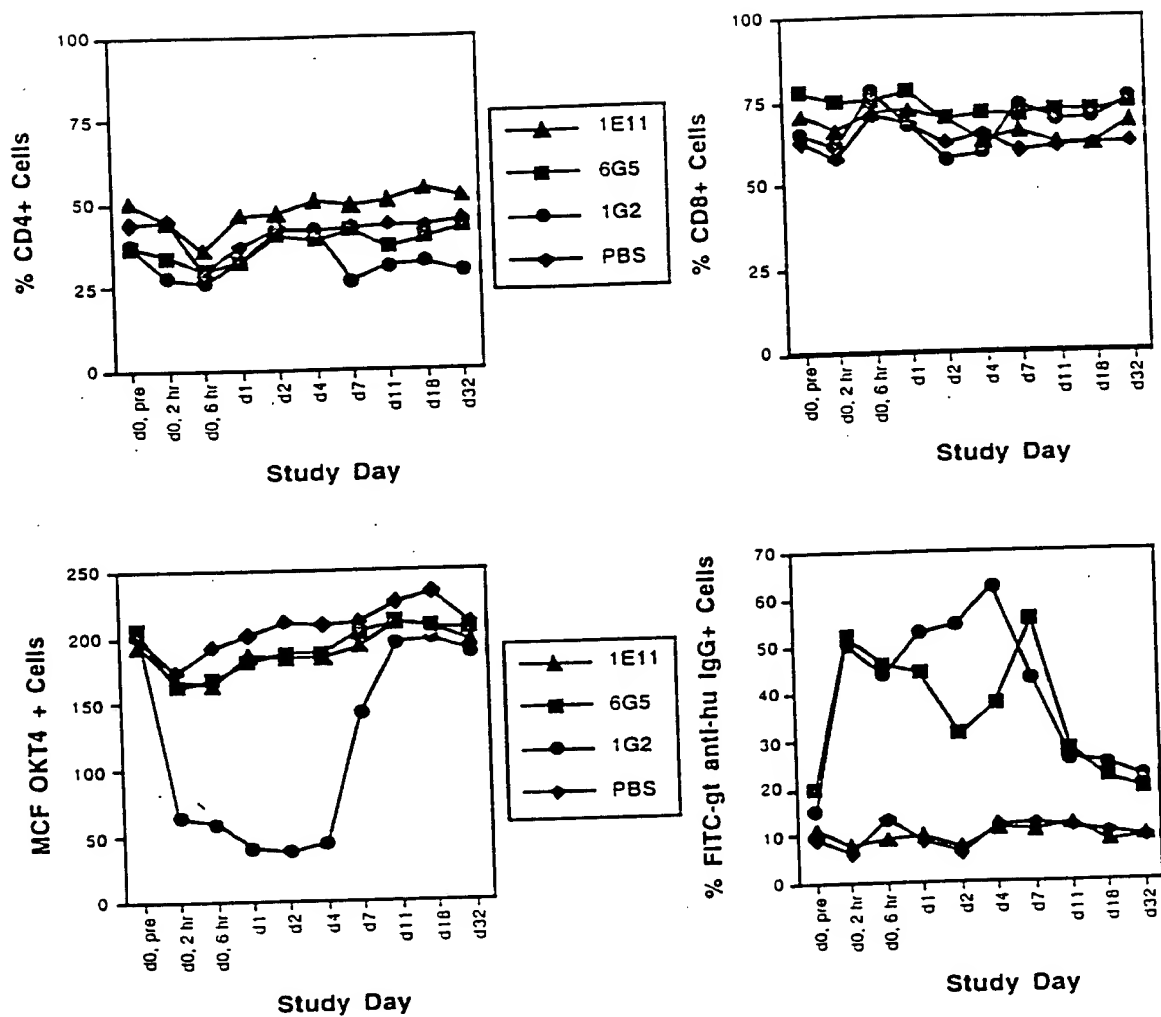 % CD4+ Cells
100
75
50
25
0
d0, pre
d0, 2 hr
d0, 6 hr
d1
d2
d4
d7
d11
d18
d32
Study Day
1E11
6G5
1G2
PBS
% CD8+ Cells
100
75
50
25
0
d0, pre
d0, 2 hr
d0, 6 hr
d1
d2
d4
d7
d11
d18
d32
Study Day
MCF OKT4 + Cells
250
200
150
100
50
0
d0, pre
d0, 2 hr
d0, 6 hr
d1
d2
d4
d7
d11
d18
d32
Study Day
1E11
6G5
1G2
PBS
% FITC-gt anti-hu IgG+ Cells
70
60
50
40
30
20
10
0
d0, pre
d0, 2 hr
d0, 6 hr
d1
d2
d4
d7
d11
d18
d32
Study Day